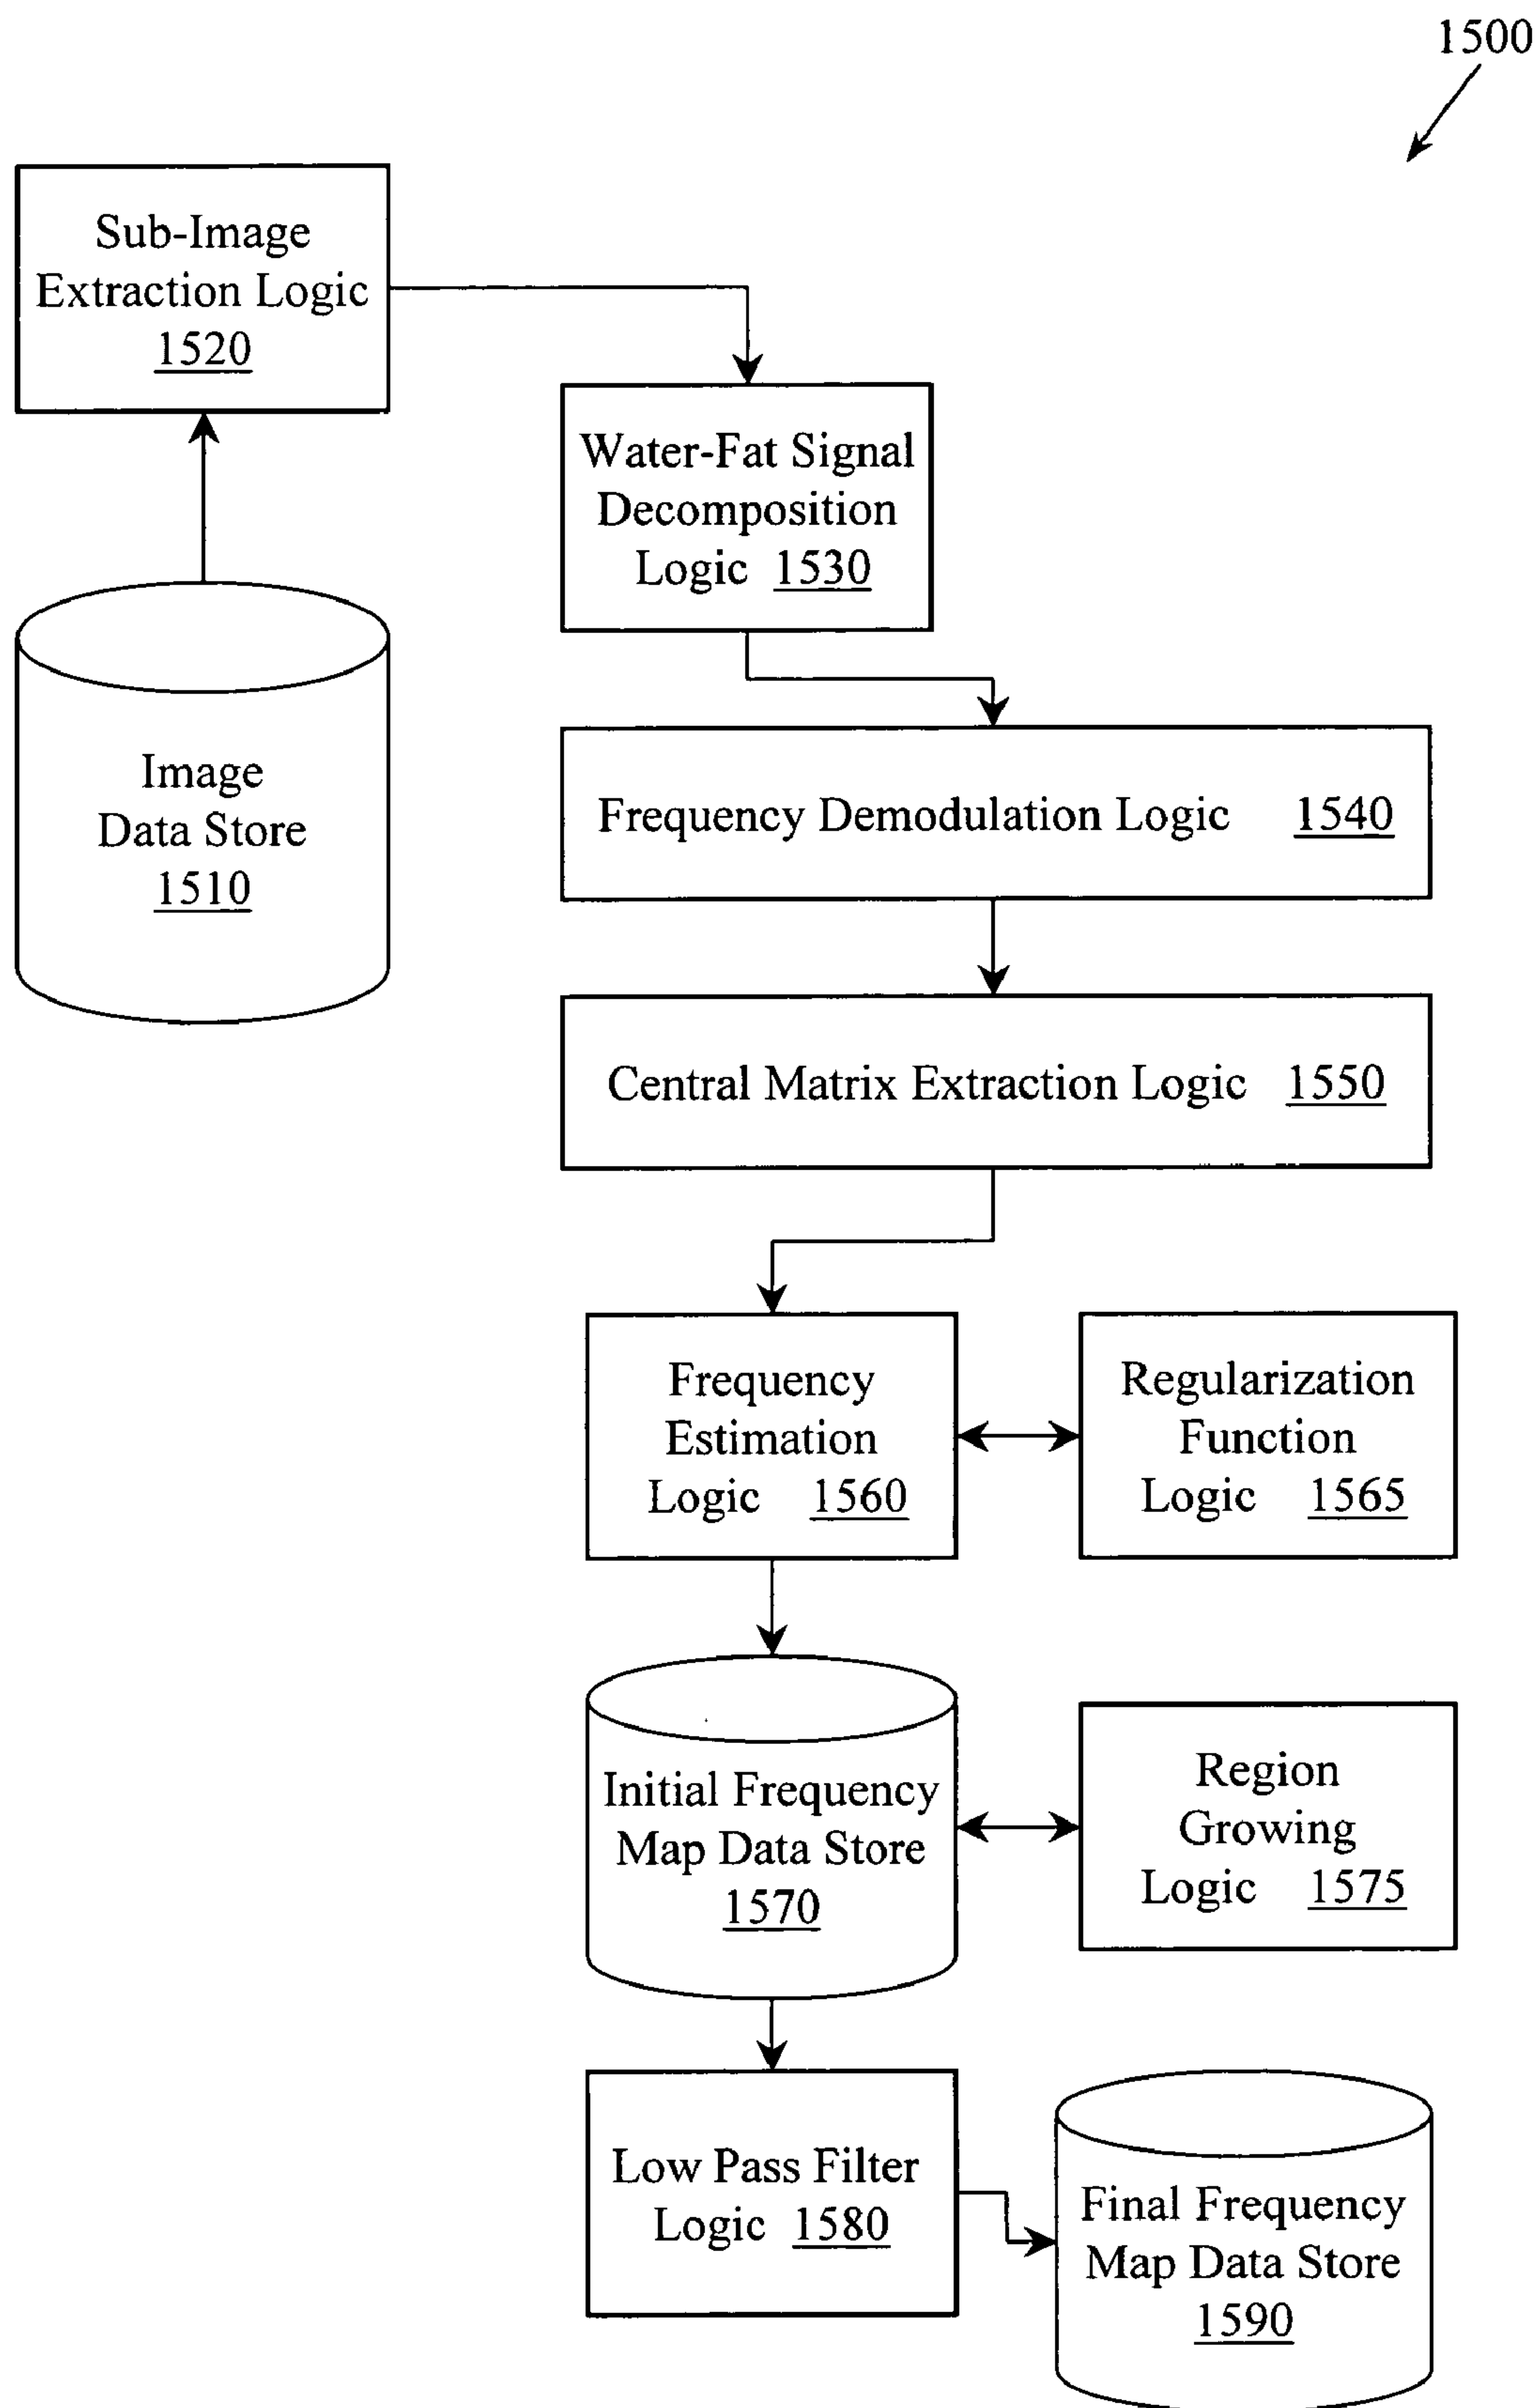 1500
Sub-Image
Extraction Logic
1520
Water-Fat Signal
Decomposition
Logic 1530
Image
Data Store
1510
Frequency Demodulation Logic 1540
Central Matrix Extraction Logic 1550
Frequency
Estimation
Logic 1560
Regularization
Function
Logic 1565
Initial Frequency
Map Data Store
1570
Region
Growing
Logic 1575
Low Pass Filter
Logic 1580
Final Frequency
Map Data Store
1590